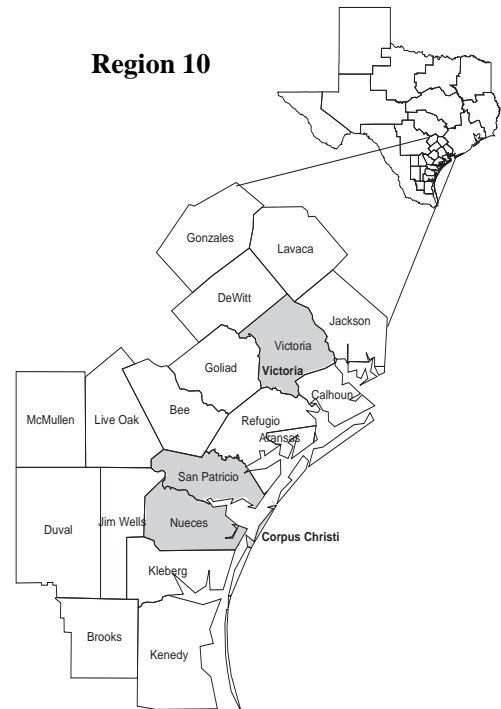 Region 10
Gonzales
Lavaca
DeWitt
Jackson
Victoria
Goliad
Victoria
Calhoun
Bee
McMullen
Live Oak
Refugio
Aransas
San Patricio
Duval
Jim Wells
Nueces
Corpus Christi
Kleberg
Brooks
Kenedy